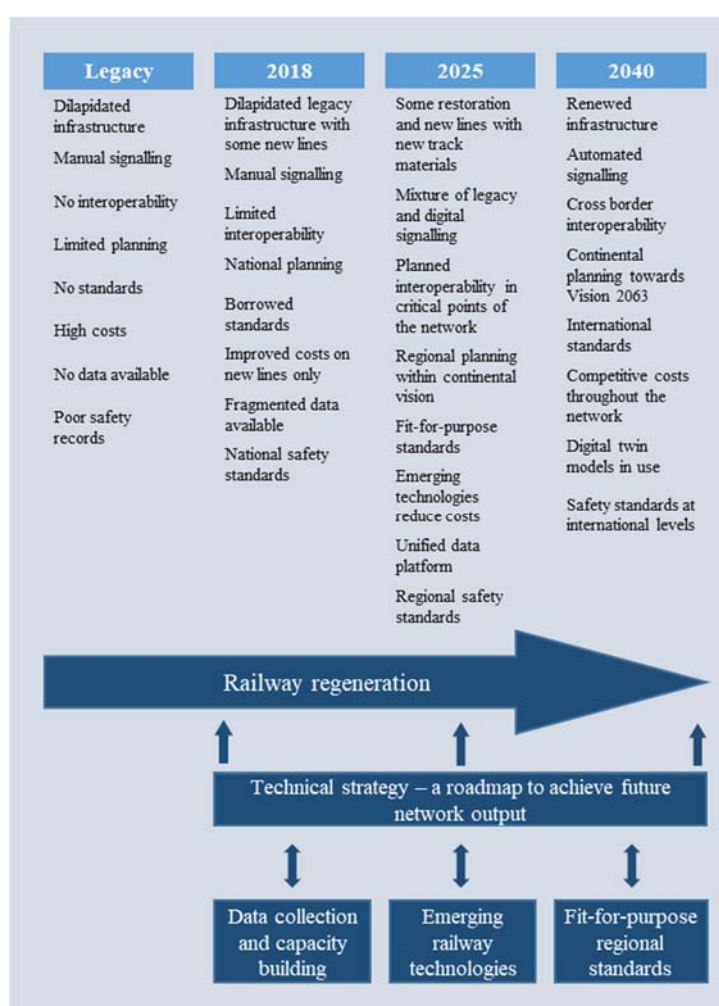 Legacy
Dilapidated
infrastructure
Manual signalling
No interoperability
Limited planning
No standards
High costs
No data available
Poor safety
records
2018
Dilapidated legacy
infrastructure with
some new lines
Manual signalling
Limited
interoperability
National planning
Borrowed
standards
Improved costs on
new lines only
Fragmented data
available
National safety
standards
2025
Some restoration
and new lines with
new track
materials
Mixture of legacy
and digital
signalling
Planned
interoperability in
critical points of
the network
Regional planning
within continental
vision
Fit-for-purpose
standards
Emerging
technologies
reduce costs
Unified data
platform
Regional safety
standards
2040
Renewed
infrastructure
Automated
signalling
Cross border
interoperability
Continental
planning towards
Vision 2063
International
standards
Competitive costs
throughout the
network
Digital twin
models in use
Safety standards at
international levels
Railway regeneration
Technical strategy – a roadmap to achieve future
network output
Data collection
and capacity
building
Emerging
railway
technologies
Fit-for-purpose
regional
standards